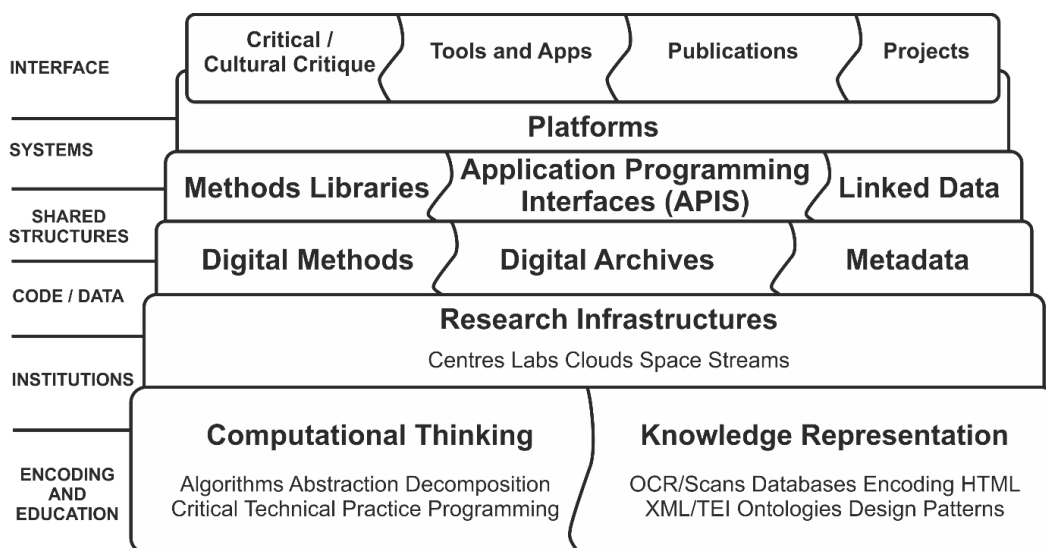 INTERFACE
Critical /
Cultural Critique
Tools and Apps
Publications
Projects
SYSTEMS
Platforms
SHARED
STRUCTURES
Methods Libraries
Application Programming
Interfaces (APIS)
Linked Data
CODE / DATA
Digital Methods
Digital Archives
Metadata
INSTITUTIONS
Research Infrastructures
Centres Labs Clouds Space Streams
ENCODING
AND
EDUCATION
Computational Thinking
Algorithms Abstraction Decomposition
Critical Technical Practice Programming
Knowledge Representation
OCR/Scans Databases Encoding HTML
XML/TEI Ontologies Design Patterns